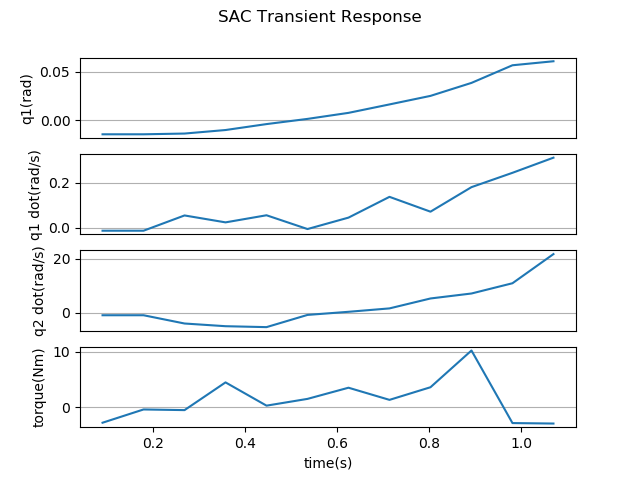 SAC Transient Response
q1(rad)
0.05
0.00
q1 dot(rad/s)
0.2
0.0
q2 dot(rad/s)
20
0
torque(Nm)
10
0
0.2 0.4 0.6 0.8 1.0
time(s)